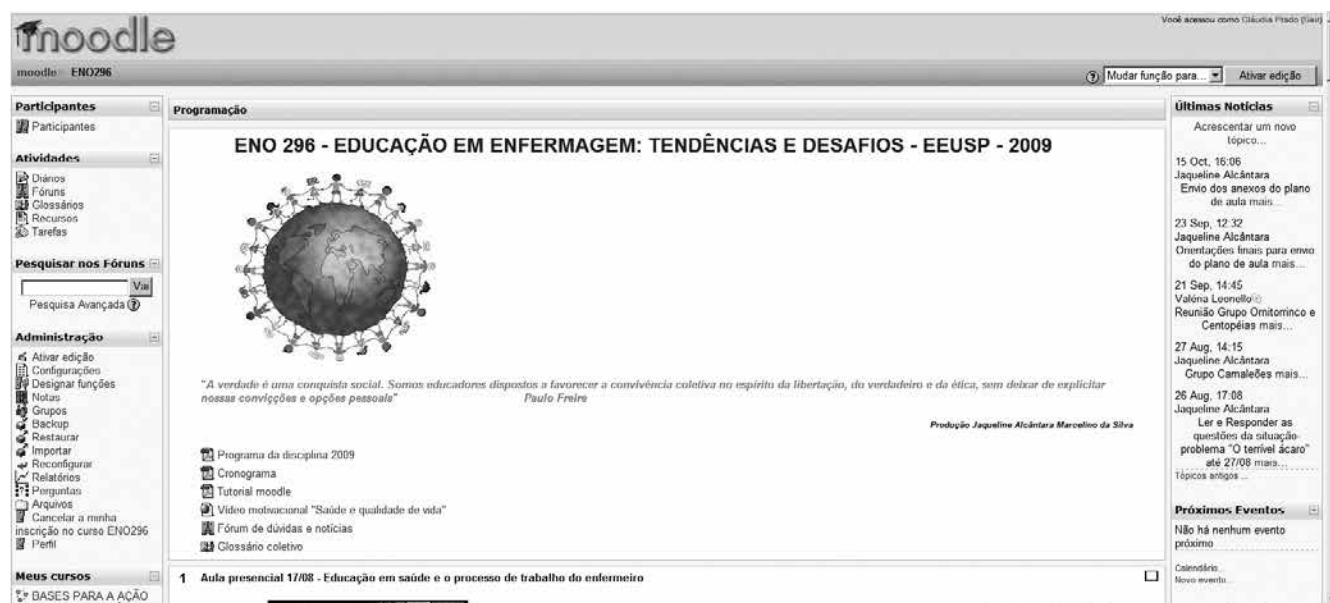 moodle
Você acessou como Cláudia Prado (Sair)
moodle ENO296
Mudar função para...
Ativar edição
Participantes
Participantes
Atividades
Diários
Fóruns
Glossários
Recursos
Tarefas
Pesquisar nos Fóruns
Vai
Pesquisa Avançada
Administração
Ativar edição
Configurações
Designar funções
Notas
Grupos
Backup
Restaurar
Importar
Reconfigurar
Relatórios
Perguntas
Arquivos
Cancelar a minha
inscrição no curso ENO296
Perfil
Meus cursos
BASES PARA A AÇÃO
Programação
ENO 296 - EDUCAÇÃO EM ENFERMAGEM: TENDÊNCIAS E DESAFIOS - EEUSP - 2009
"A verdade é uma conquista social. Somos educadores dispostos a favorecer a convivência coletiva no espírito da libertação, do verdadeiro e da ética, sem deixar de explicitar
nossas convicções e opções pessoais" Paulo Freire
Produção Jaqueline Alcântara Marcelino da Silva
Programa da disciplina 2009
Cronograma
Tutorial moodle
Vídeo motivacional "Saúde e qualidade de vida"
Fórum de dúvidas e notícias
Glossário coletivo
1 Aula presencial 17/08 - Educação em saúde e o processo de trabalho do enfermeiro
Últimas Notícias
Acrescentar um novo
tópico...
15 Oct, 16:06
Jaqueline Alcântara
Envio dos anexos do plano
de aula mais...
23 Sep, 12:32
Jaqueline Alcântara
Orientações finais para envio
do plano de aula mais...
21 Sep, 14:45
Valéria Leonello
Reunião Grupo Ornitorrinco e
Centopéias mais...
27 Aug, 14:15
Jaqueline Alcântara
Grupo Camaleões mais...
26 Aug, 17:08
Jaqueline Alcântara
Ler e Responder as
questões da situação-
problema "O terrível ácaro"
até 27/08 mais...
Tópicos antigos ...
Próximos Eventos
Não há nenhum evento
próximo
Calendário...
Novo evento...